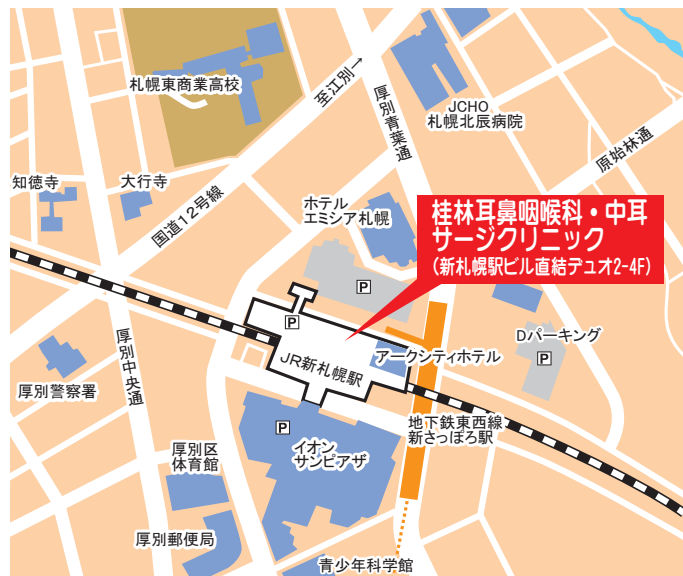 札幌東商業高校
至江別→
厚別青葉通
JCHO
札幌北辰病院
原始林通
知徳寺
大行寺
国道12号線
ホテル
エミシア札幌
桂林耳鼻咽喉科・中耳
サージクリニック
(新札幌駅ビル直結デュオ2-4F)
P
P
Dパーキング
P
アークシティホテル
JR新札幌駅
厚別中央通
厚別警察署
地下鉄東西線
新さっぽろ駅
P
イオン
サンピアザ
厚別区
体育館
厚別郵便局
青少年科学館